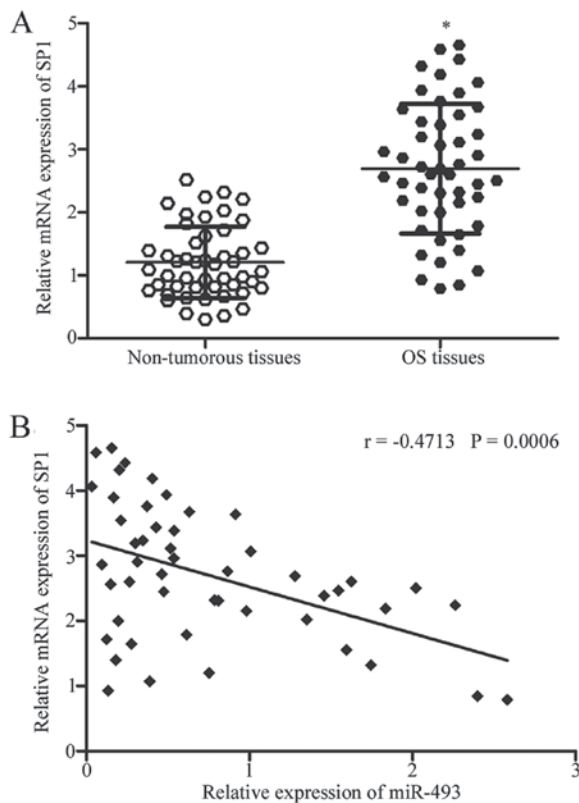 A
Relative mRNA expression of SP1
5
4
3
2
1
0
*
Non-tumorous tissues
OS tissues
B
Relative mRNA expression of SP1
5
4
3
2
1
0
r = -0.4713 P = 0.0006
0
1
2
3
Relative expression of miR-493